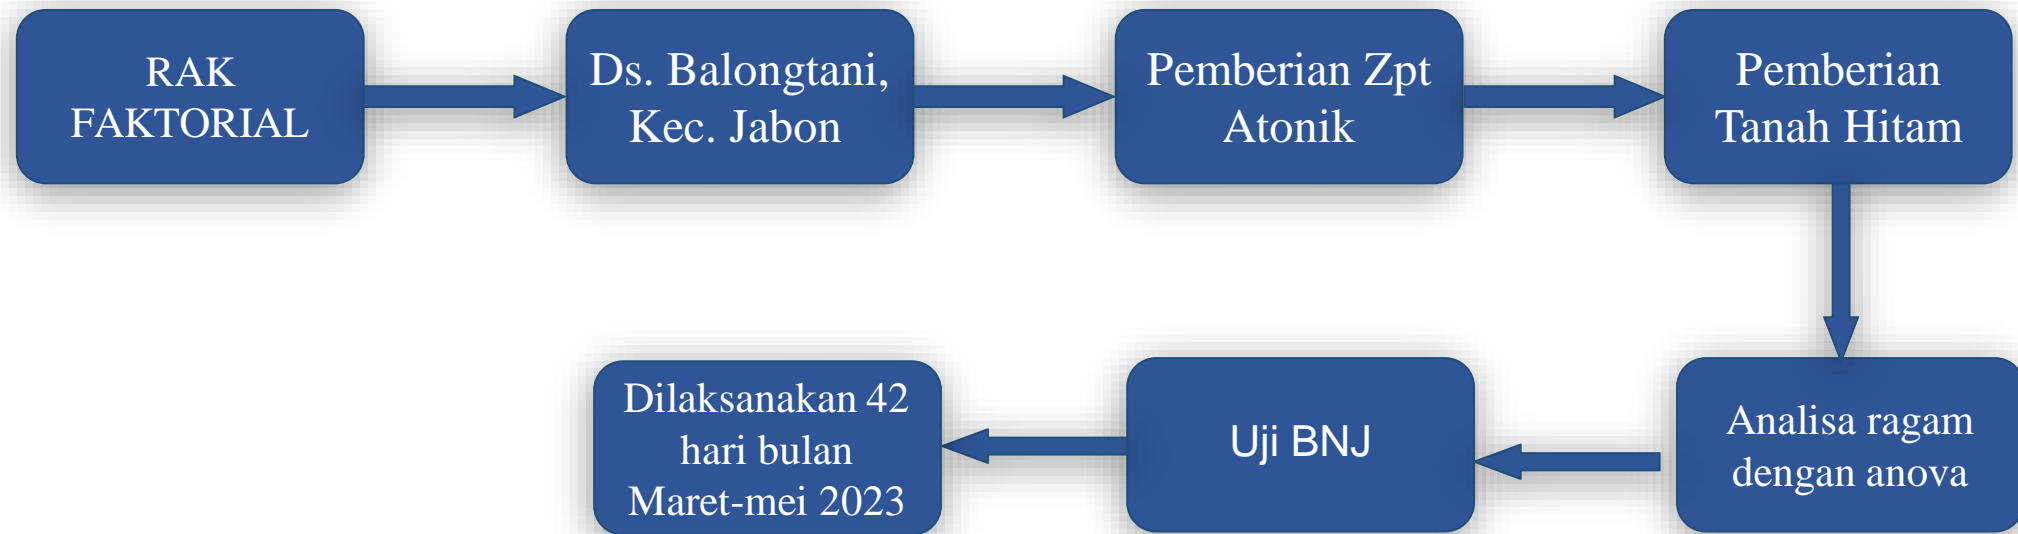 RAK
FAKTORIAL
Ds. Balongtani,
Kec. Jabon
Pemberian Zpt
Atonik
Pemberian
Tanah Hitam
Analisa ragam
dengan anova
Uji BNJ
Dilaksanakan 42
hari bulan
Maret-mei 2023